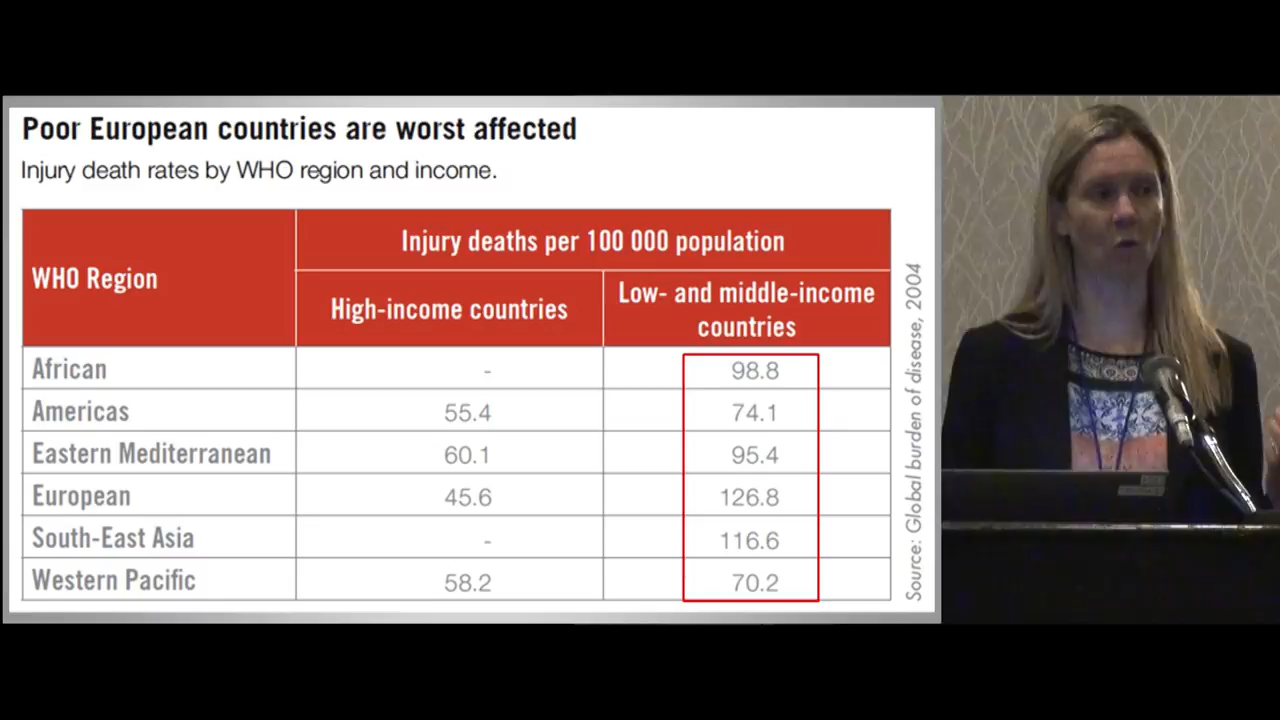 Poor European countries are worst affected
Injury death rates by WHO region and income.
WHO Region
Injury deaths per 100 000 population
High-income countries
Low- and middle-income
countries
African - 98.8
Americas 55.4 74.1
Eastern Mediterranean 60.1 95.4
European 45.6 126.8
South-East Asia - 116.6
Western Pacific 58.2 70.2
Source: Global burden of disease, 2004